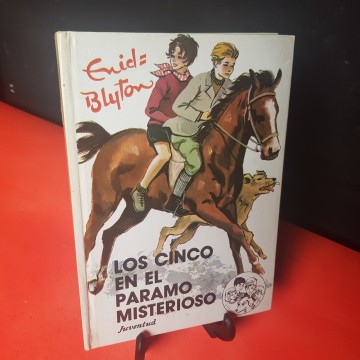 Enid
Blyton
LOS CINCO
EN EL
PARAMO
MISTERIOSO
Juventud